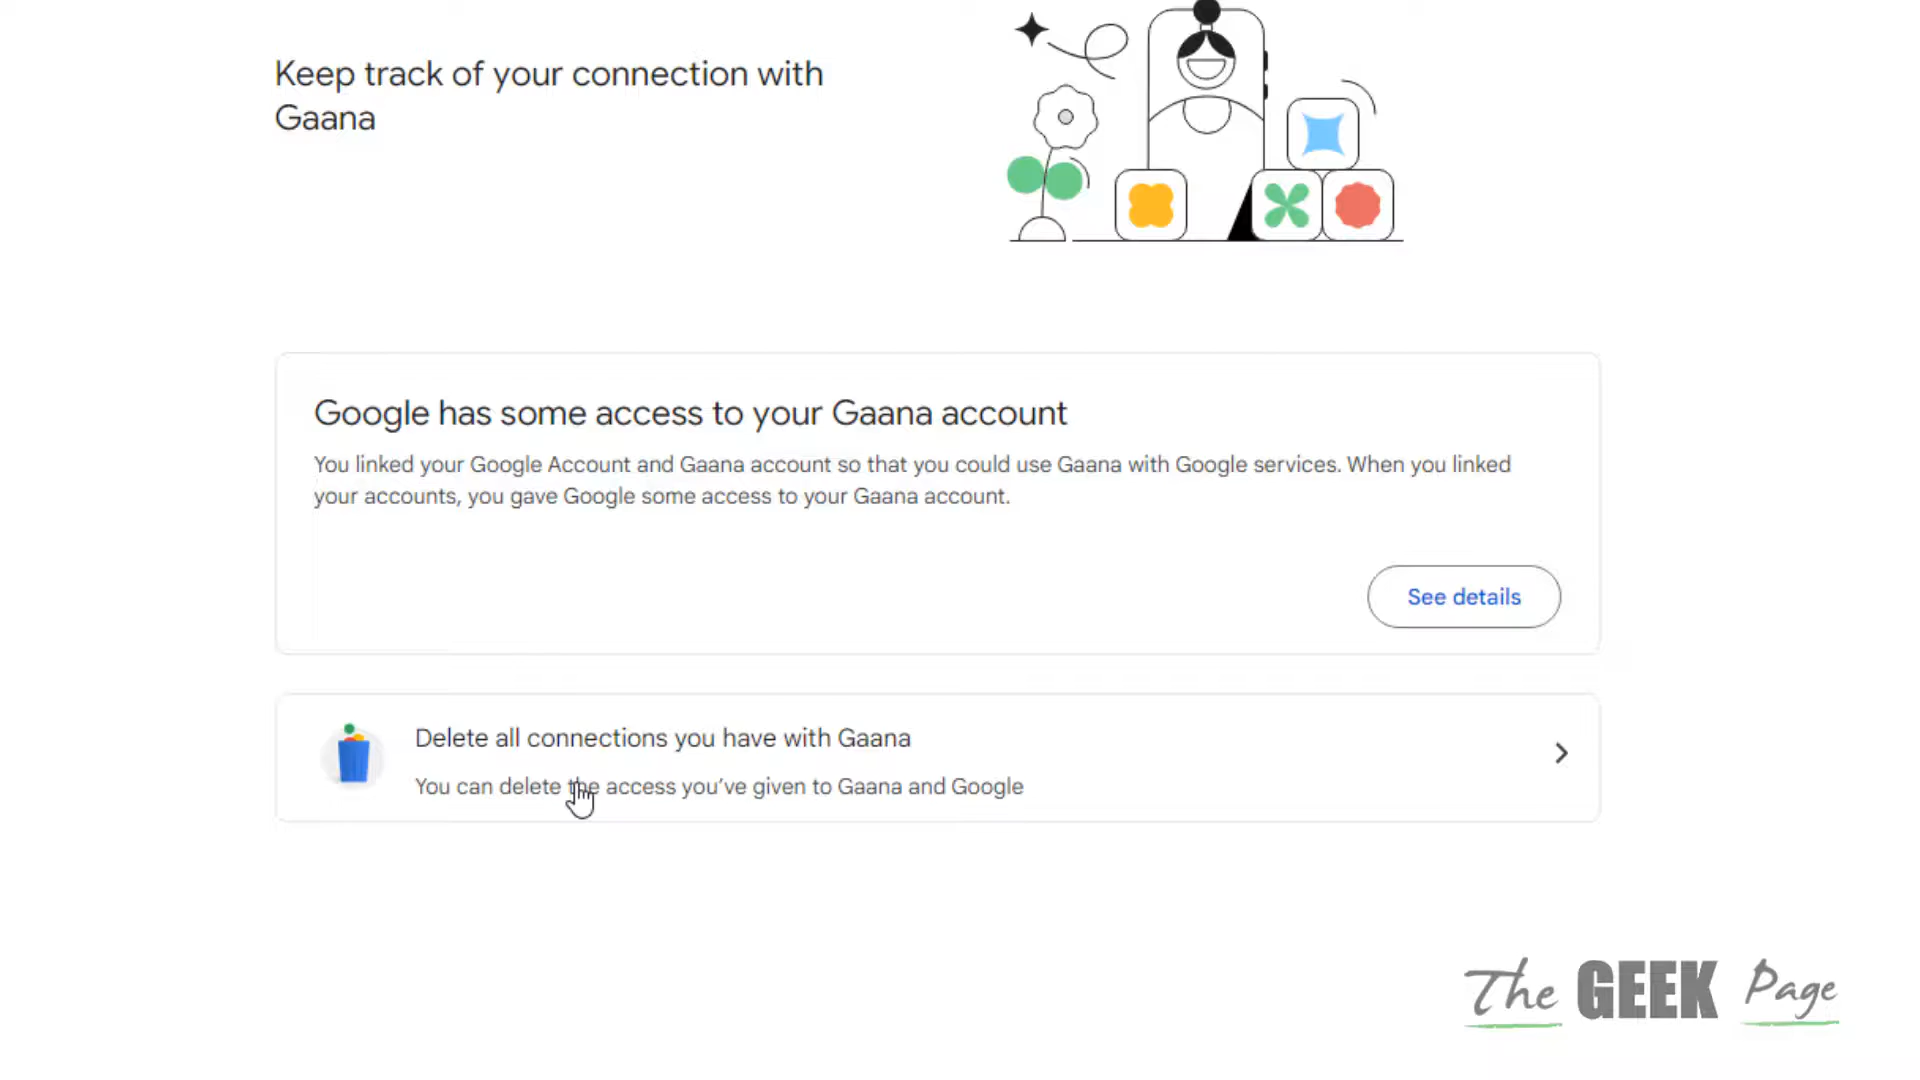 Keep track of your connection with
Gaana
Google has some access to your Gaana account
You linked your Google Account and Gaana account so that you could use Gaana with Google services. When you linked
your accounts, you gave Google some access to your Gaana account.
See details
Delete all connections you have with Gaana
You can delete the access you’ve given to Gaana and Google
The GEEK Page